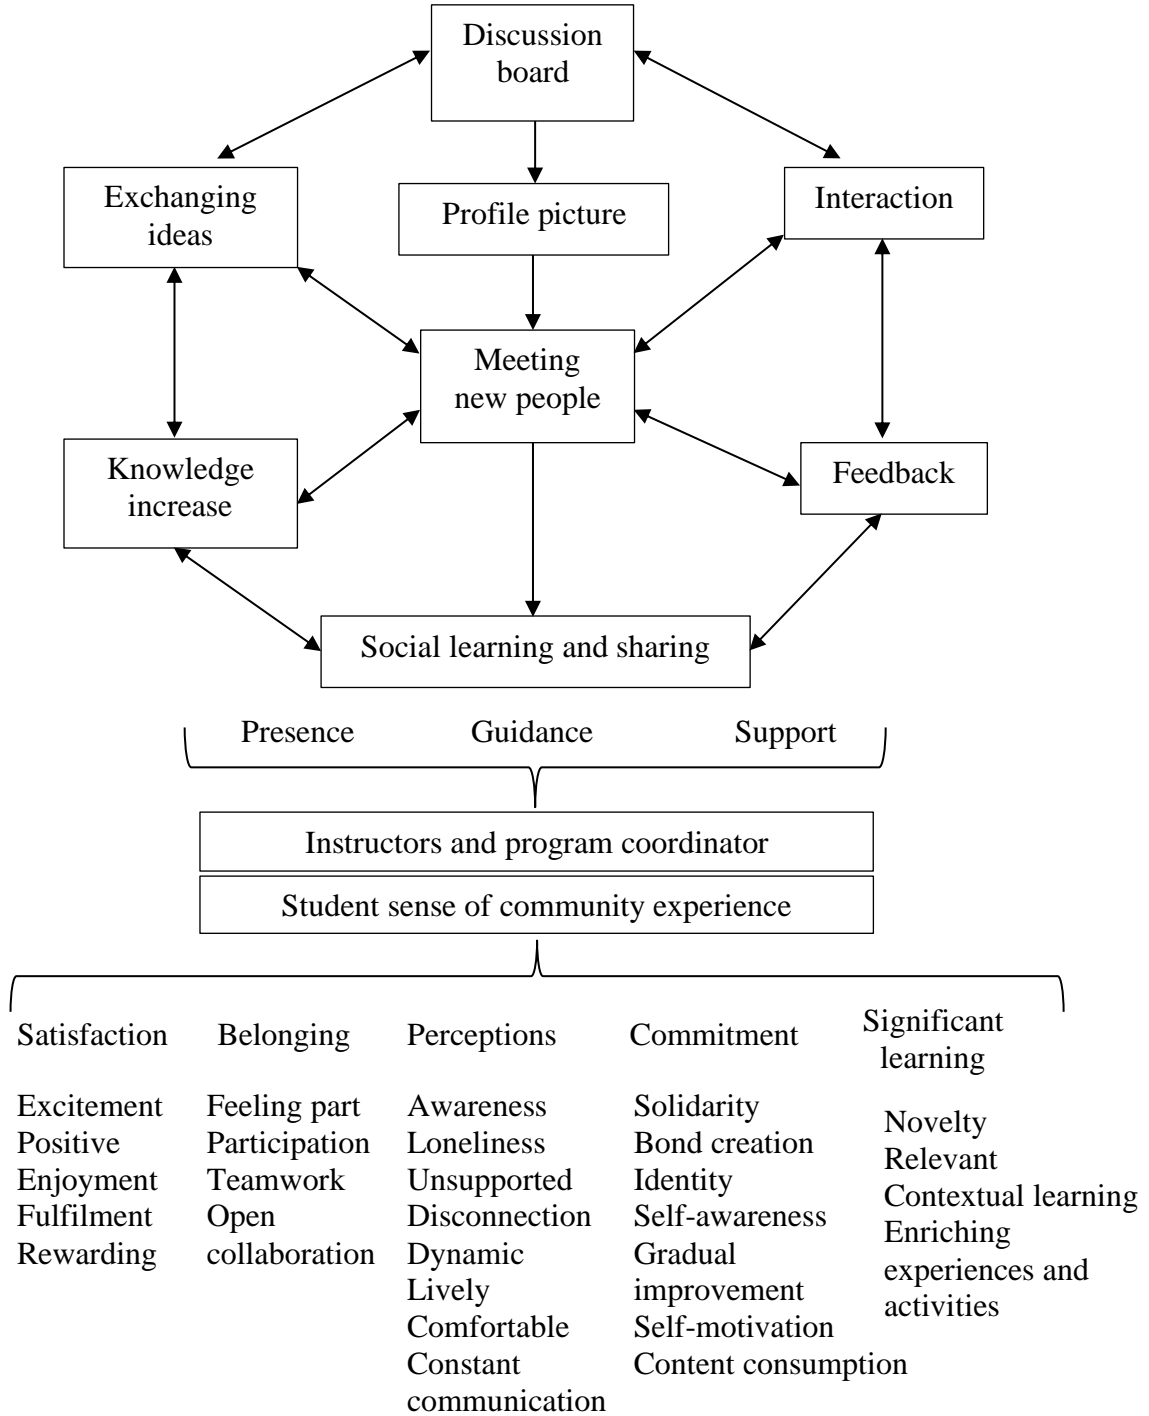 Discussion
board
Exchanging
ideas
Profile picture
Interaction
Meeting
new people
Knowledge
increase
Feedback
Social learning and sharing
Presence
Guidance
Support
Instructors and program coordinator
Student sense of community experience
Satisfaction
Excitement
Positive
Enjoyment
Fulfilment
Rewarding
Belonging
Feeling part
Participation
Teamwork
Open
collaboration
Perceptions
Awareness
Loneliness
Unsupported
Disconnection
Dynamic
Lively
Comfortable
Constant
communication
Commitment
Solidarity
Bond creation
Identity
Self-awareness
Gradual
improvement
Self-motivation
Content consumption
Significant
learning
Novelty
Relevant
Contextual learning
Enriching
experiences and
activities